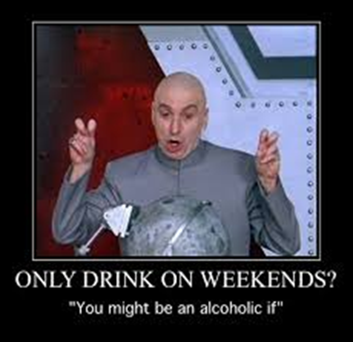 ONLY DRINK ON WEEKENDS?
"You might be an alcoholic if"